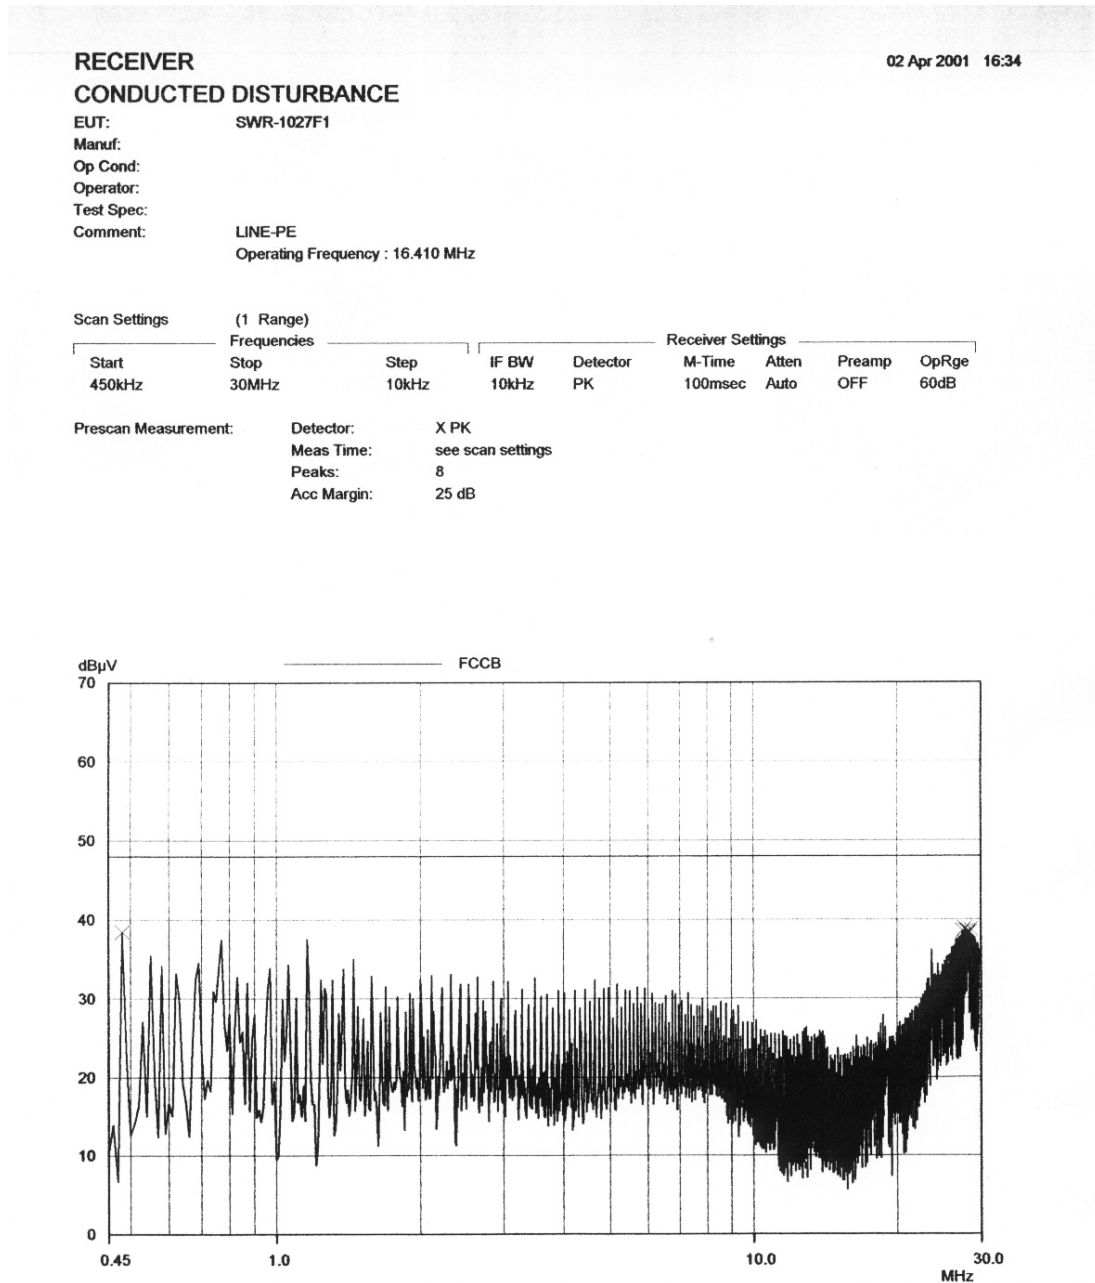 RECEIVER 02 Apr 2001 16:34
CONDUCTED DISTURBANCE
EUT: SWR-1027F1
Manuf:
Op Cond:
Operator:
Test Spec:
Comment: LINE-PE
Operating Frequency : 16.410 MHz
Scan Settings (1 Range)
Frequencies Receiver Settings
Start Stop Step IF BW Detector M-Time Atten Preamp OpRge
450kHz 30MHz 10kHz 10kHz PK 100msec Auto OFF 60dB
Prescan Measurement: Detector: X PK
Meas Time: see scan settings
Peaks: 8
Acc Margin: 25 dB
dBµV FCCB
70
60
50
40
30
20
10
0
0.45 1.0 10.0 30.0
MHz